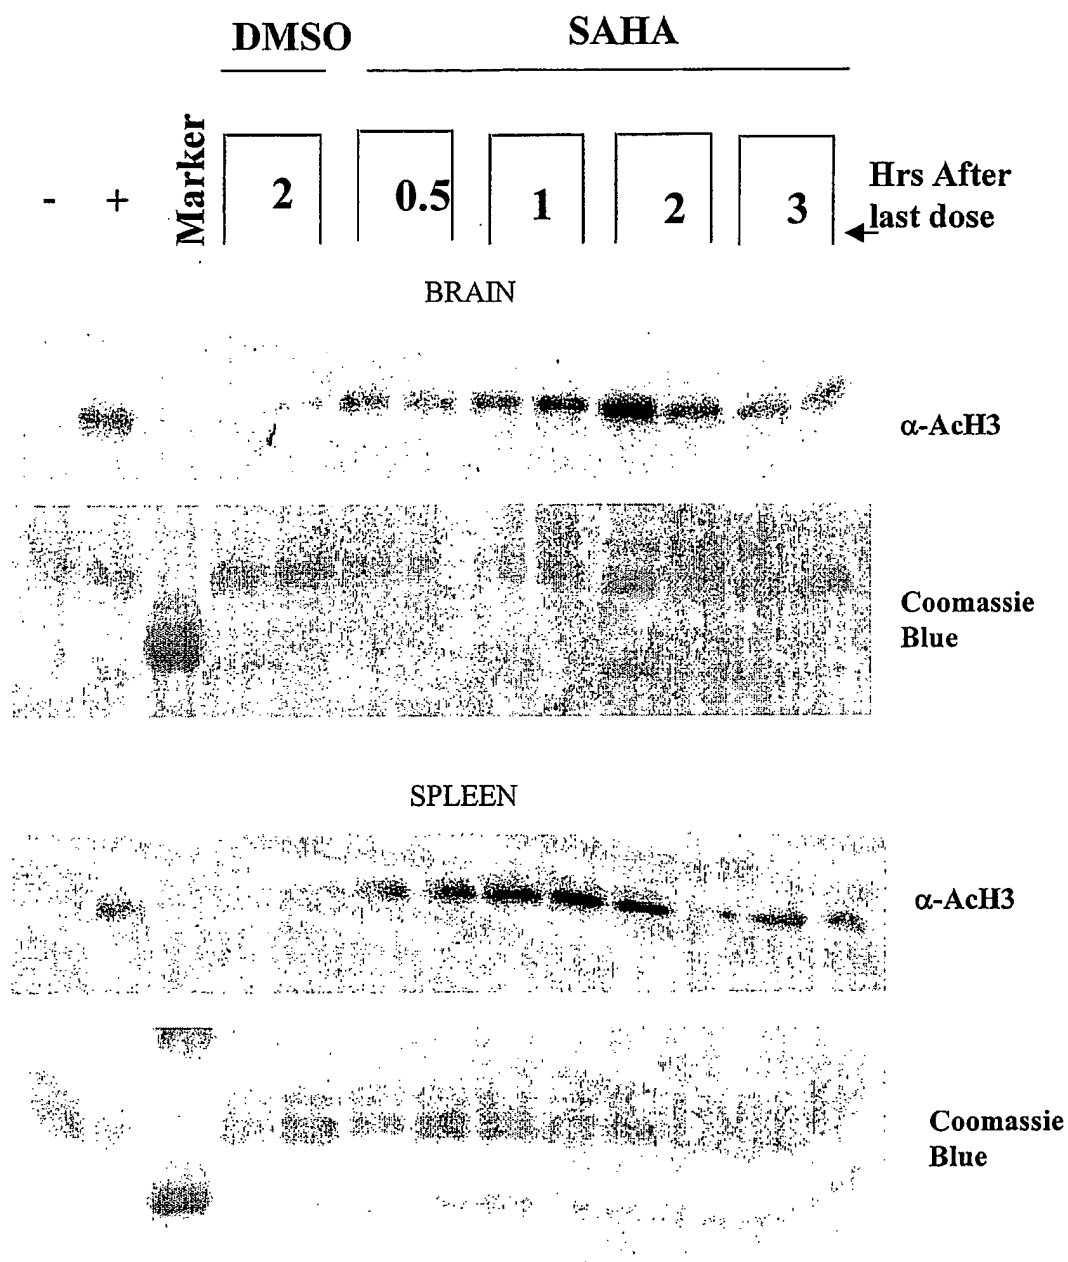 DMSO SAHA
- + Marker 2 0.5 1 2 3 Hrs After
last dose
BRAIN
α-AcH3
Coomassie
Blue
SPLEEN
α-AcH3
Coomassie
Blue